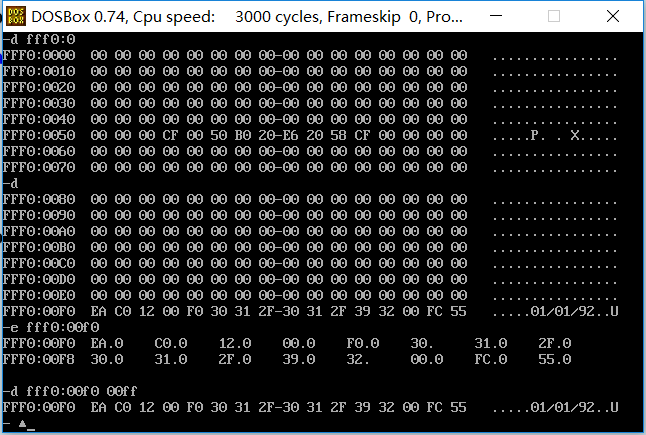 DOSBox 0.74, Cpu speed: 3000 cycles, Frameskip 0, Pro...
-d fff0:0
FFF0:0000 00 00 00 00 00 00 00 00-00 00 00 00 00 00 00 00 ................
FFF0:0010 00 00 00 00 00 00 00 00-00 00 00 00 00 00 00 00 ................
FFF0:0020 00 00 00 00 00 00 00 00-00 00 00 00 00 00 00 00 ................
FFF0:0030 00 00 00 00 00 00 00 00-00 00 00 00 00 00 00 00 ................
FFF0:0040 00 00 00 00 00 00 00 00-00 00 00 00 00 00 00 00 ................
FFF0:0050 00 00 00 CF 00 50 B0 20-E6 20 58 CF 00 00 00 00 .....P. . X.....
FFF0:0060 00 00 00 00 00 00 00 00-00 00 00 00 00 00 00 00 ................
FFF0:0070 00 00 00 00 00 00 00 00-00 00 00 00 00 00 00 00 ................
-d
FFF0:0080 00 00 00 00 00 00 00 00-00 00 00 00 00 00 00 00 ................
FFF0:0090 00 00 00 00 00 00 00 00-00 00 00 00 00 00 00 00 ................
FFF0:00A0 00 00 00 00 00 00 00 00-00 00 00 00 00 00 00 00 ................
FFF0:00B0 00 00 00 00 00 00 00 00-00 00 00 00 00 00 00 00 ................
FFF0:00C0 00 00 00 00 00 00 00 00-00 00 00 00 00 00 00 00 ................
FFF0:00D0 00 00 00 00 00 00 00 00-00 00 00 00 00 00 00 00 ................
FFF0:00E0 00 00 00 00 00 00 00 00-00 00 00 00 00 00 00 00 ................
FFF0:00F0 EA C0 12 00 F0 30 31 2F-30 31 2F 39 32 00 FC 55 .....01/01/92..U
-e fff0:00f0
FFF0:00F0 EA.0 C0.0 12.0 00.0 F0.0 30. 31.0 2F.0
FFF0:00F8 30.0 31.0 2F.0 39.0 32. 00.0 FC.0 55.0
-d fff0:00f0 00ff
FFF0:00F0 EA C0 12 00 F0 30 31 2F-30 31 2F 39 32 00 FC 55 .....01/01/92..U
- ▲_